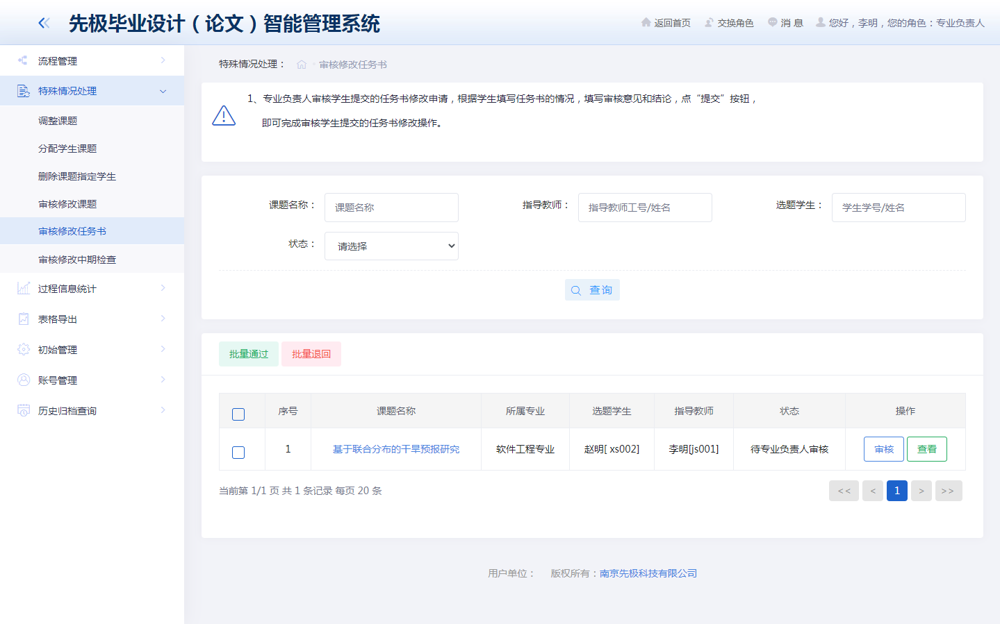 先极毕业设计（论文）智能管理系统
返回首页 交换角色 消 息 您好，李明，您的角色：专业负责人
流程管理
特殊情况处理
调整课题
分配学生课题
删除课题指定学生
审核修改课题
审核修改任务书
审核修改中期检查
过程信息统计
表格导出
初始管理
账号管理
历史归档查询
特殊情况处理： 审核修改任务书
1、专业负责人审核学生提交的任务书修改申请，根据学生填写任务书的情况，填写审核意见和结论，点“提交”按钮，
即可完成审核学生提交的任务书修改操作。
课题名称： 课题名称 指导教师： 指导教师工号/姓名 选题学生： 学生学号/姓名
状态： 请选择
查询
批量通过 批量退回
序号 课题名称 所属专业 选题学生 指导教师 状态 操作
1 基于联合分布的干旱预报研究 软件工程专业 赵明[ xs002] 李明[js001] 待专业负责人审核 审核 查看
当前第 1/1 页 共 1 条记录 每页 20 条 << < 1 > >>
用户单位： 版权所有：南京先极科技有限公司